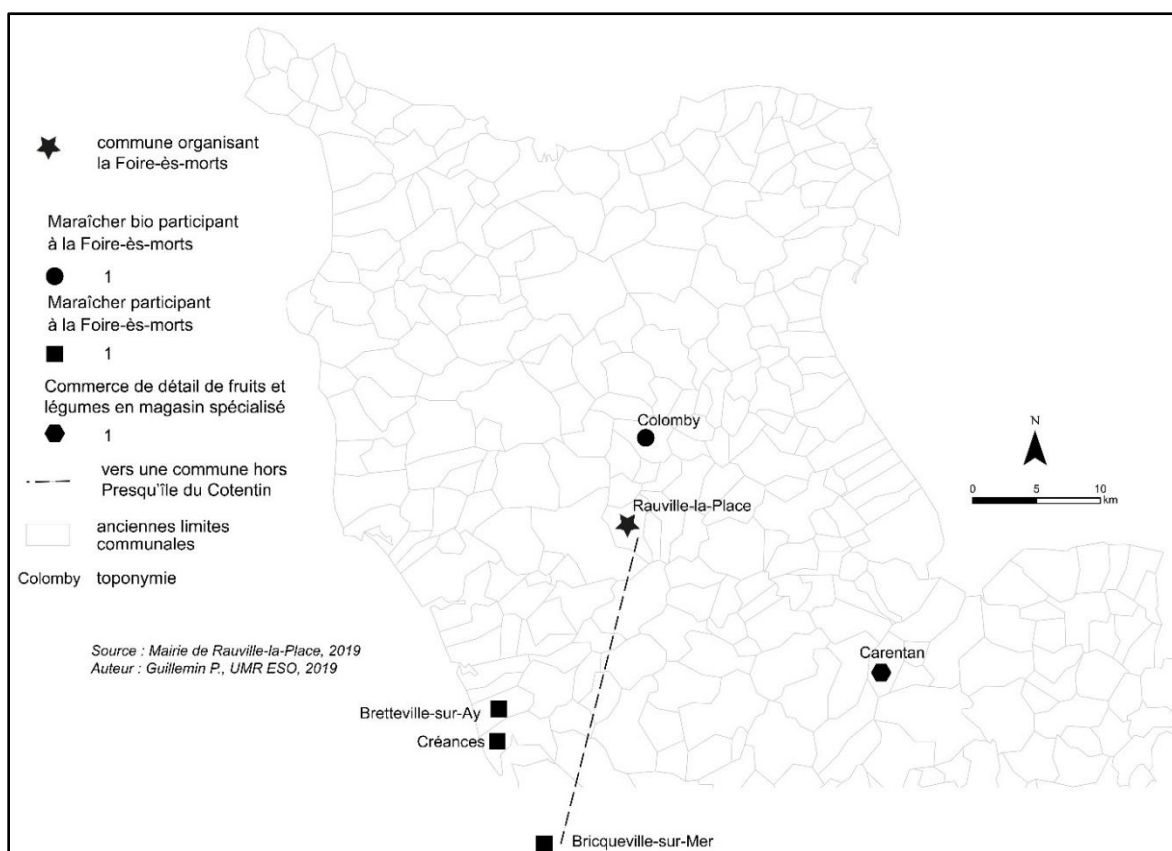 commune organisant
la Foire-ès-morts
Maraîcher bio participant
à la Foire-ès-morts
1
Maraîcher participant
à la Foire-ès-morts
1
Commerce de détail de fruits et
légumes en magasin spécialisé
1
vers une commune hors
Presqu'île du Cotentin
anciennes limites
communales
Colomby toponymie
Source : Mairie de Rauville-la-Place, 2019
Auteur : Guillemin P., UMR ESO, 2019
Colomby
Rauville-la-Place
Carentan
Bretteville-sur-Ay
Créances
Bricqueville-sur-Mer
N
0 5 10
km